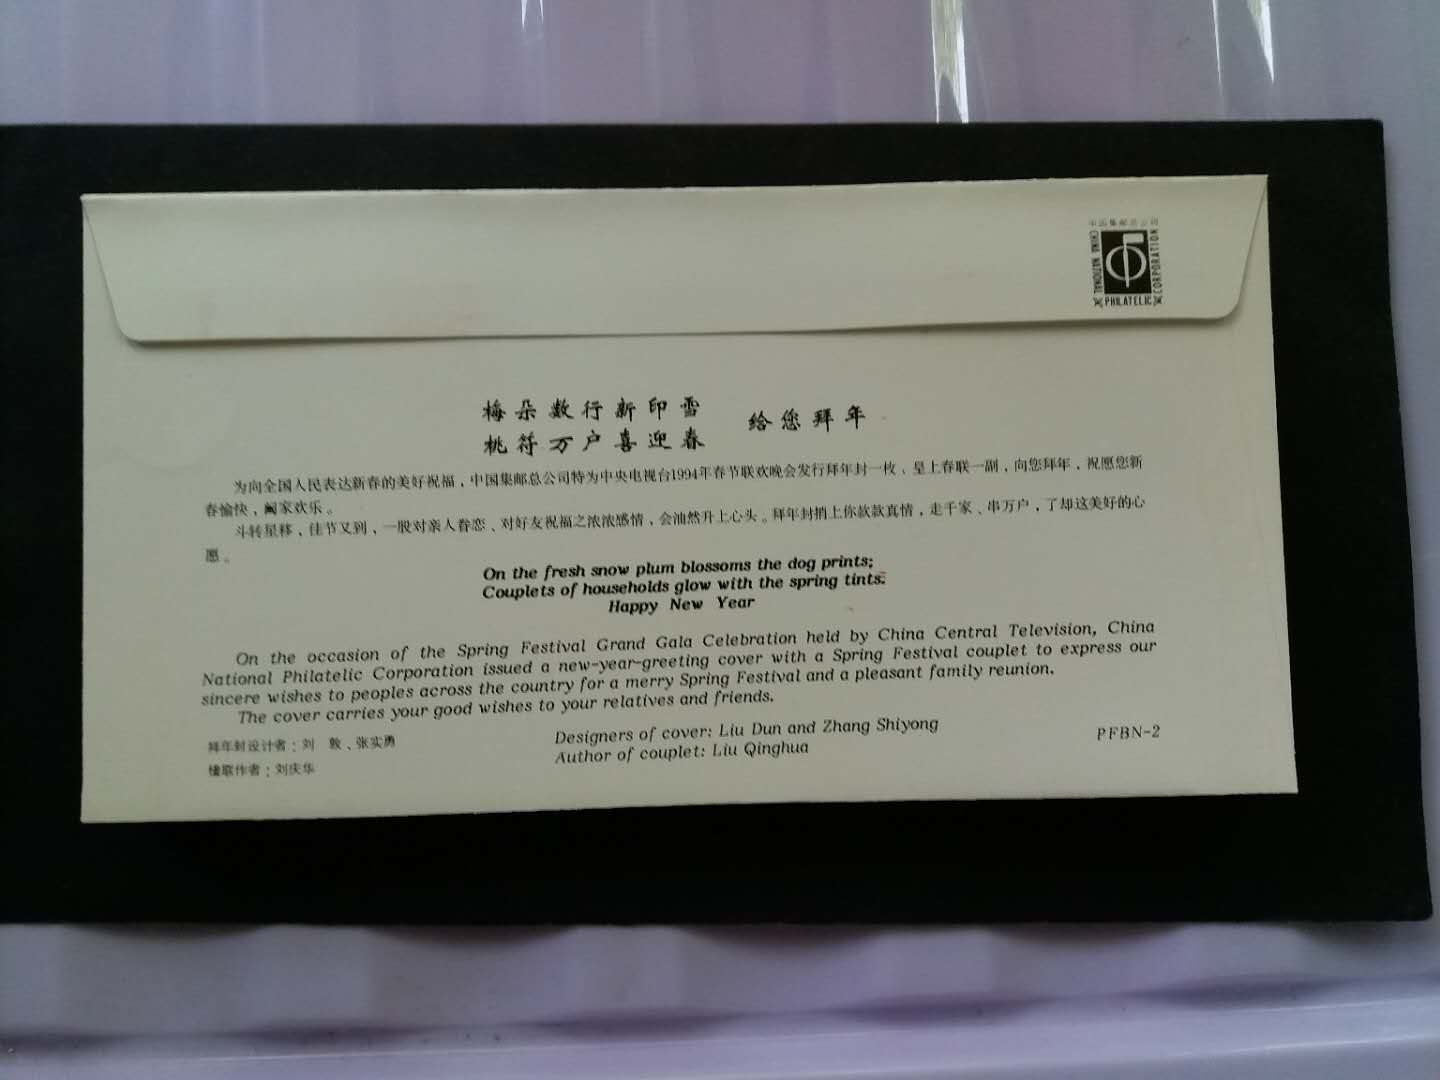 中国集邮总公司
CHINA NATIONAL
PHILATELIC
CORPORATION
梅朵数行新印雪
桃符万户喜迎春
给您拜年
为向全国人民表达新春的美好祝福，中国集邮总公司特为中央电视台1994年春节联欢晚会发行拜年封一枚、呈上春联一副，向您拜年，祝愿您新
春愉快，阖家欢乐。
斗转星移，佳节又到，一股对亲人眷恋、对好友祝福之浓浓感情，会油然升上心头。拜年封捎上你款款真情，走千家、串万户，了却这美好的心
愿。
On the fresh snow plum blossoms the dog prints;
Couplets of households glow with the spring tints.
Happy New Year
On the occasion of the Spring Festival Grand Gala Celebration held by China Central Television, China
National Philatelic Corporation issued a new-year-greeting cover with a Spring Festival couplet to express our
sincere wishes to peoples across the country for a merry Spring Festival and a pleasant family reunion.
The cover carries your good wishes to your relatives and friends.
拜年封设计者：刘 敦、张实勇
楹联作者：刘庆华
Designers of cover: Liu Dun and Zhang Shiyong
Author of couplet: Liu Qinghua
PFBN-2